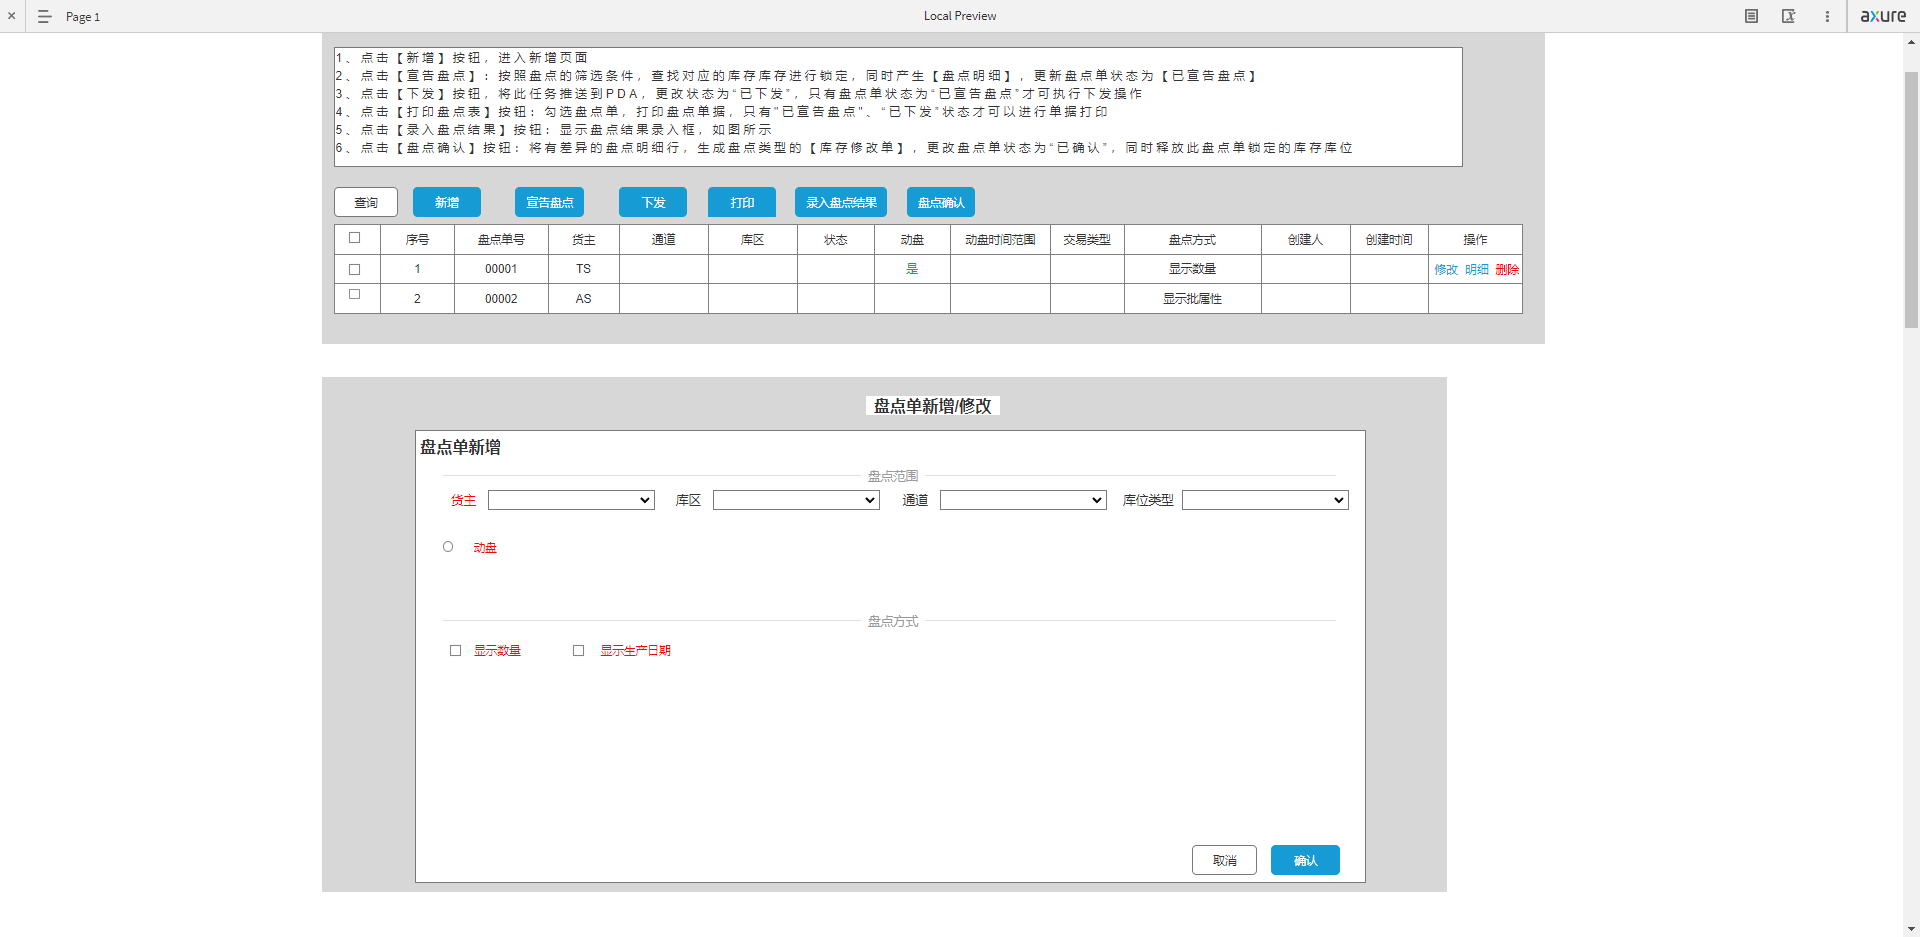 Page 1
Local Preview
axure
1、点击【新增】按钮，进入新增页面
2、点击【宣告盘点】：按照盘点的筛选条件，查找对应的库存库存进行锁定，同时产生【盘点明细】，更新盘点单状态为【已宣告盘点】
3、点击【下发】按钮，将此任务推送到PDA，更改状态为“已下发”，只有盘点单状态为“已宣告盘点”才可执行下发操作
4、点击【打印盘点表】按钮：勾选盘点单，打印盘点单据，只有"已宣告盘点"、“已下发”状态才可以进行单据打印
5、点击【录入盘点结果】按钮：显示盘点结果录入框，如图所示
6、点击【盘点确认】按钮：将有差异的盘点明细行，生成盘点类型的【库存修改单】，更改盘点单状态为“已确认”，同时释放此盘点单锁定的库存库位
查询 新增 宣告盘点 下发 打印 录入盘点结果 盘点确认
序号 盘点单号 货主 通道 库区 状态 动盘 动盘时间范围 交易类型 盘点方式 创建人 创建时间 操作
1 00001 TS 是 显示数量 修改 明细 删除
2 00002 AS 显示批属性
盘点单新增/修改
盘点单新增
盘点范围
货主 库区 通道 库位类型
动盘
盘点方式
显示数量 显示生产日期
取消 确认